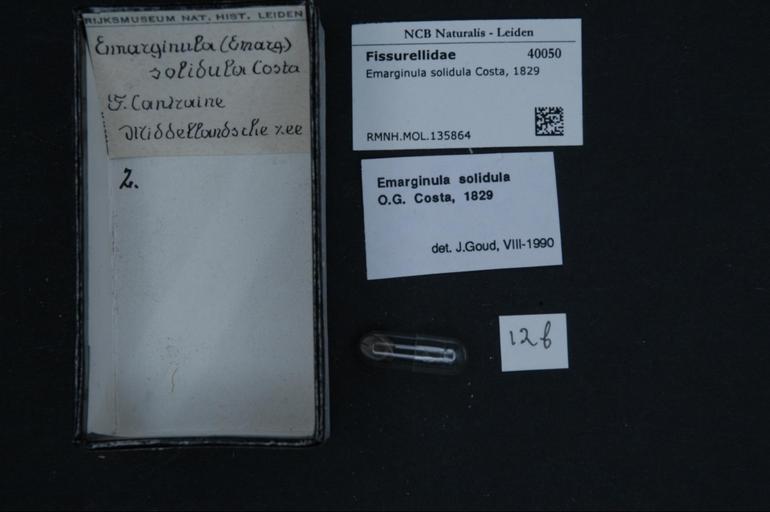 RIJKSMUSEUM NAT. HIST. LEIDEN
Emarginula (Emarg)
solidula Costa
F. Cantraine
Middellandsche zee
2.
NCB Naturalis - Leiden
Fissurellidae 40050
Emarginula solidula Costa, 1829
RMNH.MOL.135864
Emarginula solidula
O.G. Costa, 1829
det. J.Goud, VIII-1990
12b